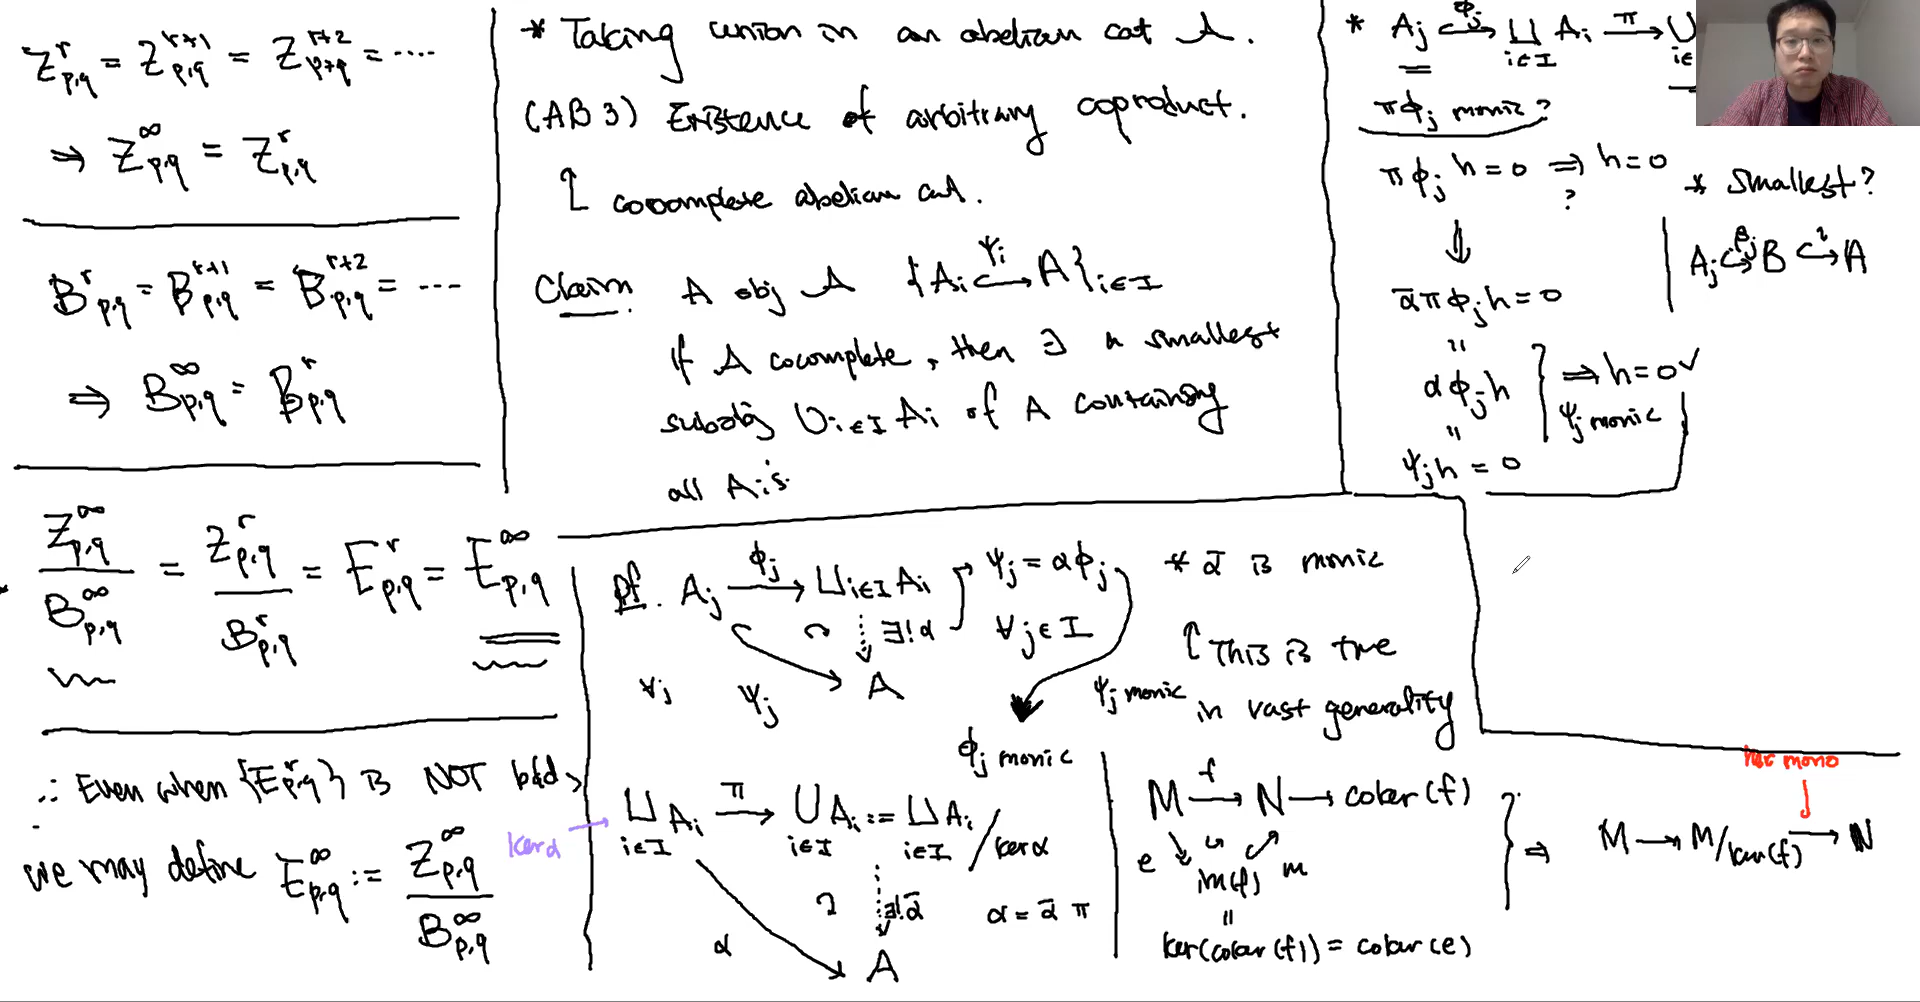 Z^r_{p,q} = Z^{r+1}_{p,q} = Z^{r+2}_{p+q} = ....
⇒ Z^∞_{p,q} = Z^r_{p,q}
B^r_{p,q} = B^{r+1}_{p,q} = B^{r+2}_{p,q} = ...
⇒ B^∞_{p,q} = B^r_{p,q}
Z^∞_{p,q} / B^∞_{p,q} = Z^r_{p,q} / B^r_{p,q} = E^r_{p,q} = E^∞_{p,q}
∴ Even when {E^r_{p,q}} is NOT bdd,
we may define E^∞_{p,q} := Z^∞_{p,q} / B^∞_{p,q}
* Taking union in an abelian cat A.
(AB 3) Existence of arbitrary coproduct.
↑ cocomplete abelian cat.
Claim. A obj A {A_i ↪^{ψ_i} A}_{i∈I}
If A cocomplete, then ∃ a smallest
subobj ∪_{i∈I} A_i of A containing
all A_i's.
pf. A_j →^{φ_j} ⊔_{i∈I} A_i
ψ_j = αφ_j
∃!α
∀j∈I
A
∀j ψ_j
φ_j monic
ψ_j monic
* ᾱ is monic
↑ This is true
in vast generality
ker α → ⊔_{i∈I} A_i →^π ∪_{i∈I} A_i := ⊔_{i∈I} A_i / ker α
∃!ᾱ
α = ᾱ π
α
A
M →^f N → coker(f)
e im(f) m
=
ker(coker(f)) = coker(e)
⇒ M → M/ker(f) → N
* A_j ↪^{φ_j} ⊔_{i∈I} A_i →^π ∪_{i∈
πφ_j monic?
πφ_j h = 0 ⇒ h = 0
?
⇓
ᾱπφ_j h = 0
=
αφ_j h
=
ψ_j h = 0
⇒ h = 0 ✓
ψ_j monic
* Smallest?
A_j ↪^{β_j} B ↪^{i} A